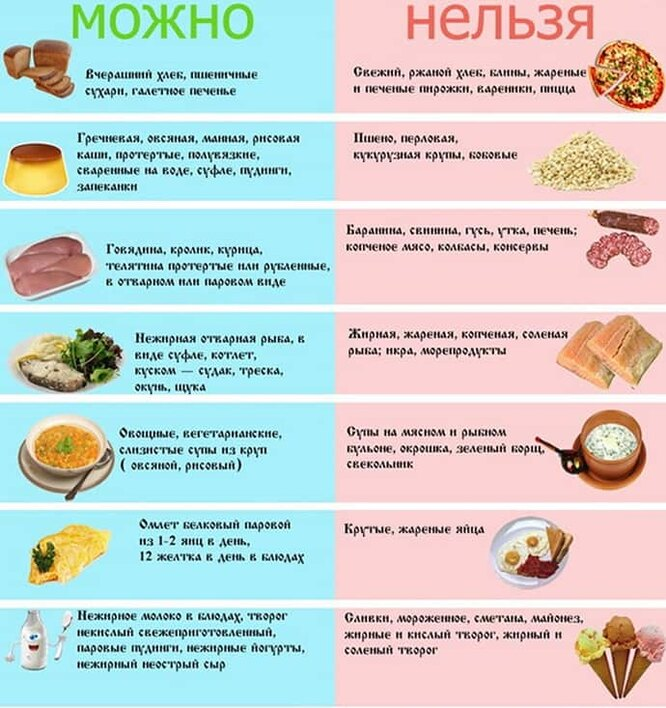 можно
нельзя
Вчерашний хлеб, пшеничные
сухари, галетное печенье
Свежий, ржаной хлеб, блины, жареные
и печеные пирожки, вареники, пицца
Гречневая, овсяная, манная, рисовая
каши, протертые, полувязкие,
сваренные на воде, суфле, пудинги,
запеканки
Пшено, перловая,
кукурузная крупы, бобовые
Говядина, кролик, курица,
телятина протертые или рубленные,
в отварном или паровом виде
Баранина, свинина, гусь, утка, печень;
копченое мясо, колбасы, консервы
Нежирная отварная рыба, в
виде суфле, котлет,
куском — судак, треска,
окунь, щука
Жирная, жареная, копченая, соленая
рыба; икра, морепродукты
Овощные, вегетарианские,
слизистые супы из круп
( овсяной, рисовый)
Супы на мясном и рыбном
бульоне, окрошка, зеленый борщ,
свекольник
Омлет белковый паровой
из 1-2 яиц в день,
12 желтка в день в блюдах
Крутые, жареные яйца
Нежирное молоко в блюдах, творог
некислый свежеприготовленный,
паровые пудинги, нежирные йогурты,
нежирный неострый сыр
Сливки, мороженное, сметана, майонез,
жирные и кислый творог, жирный и
соленый творог